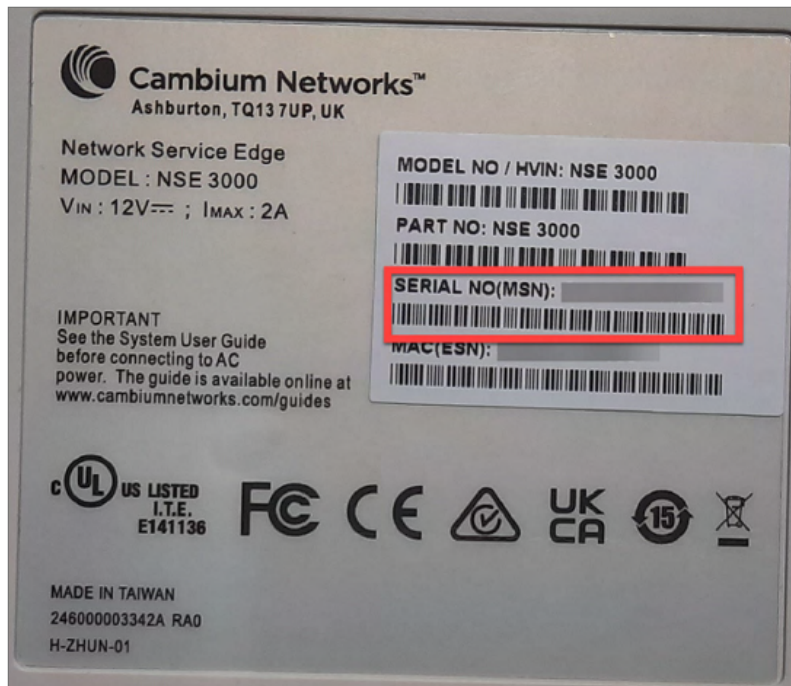 Cambium Networks™
Ashburton, TQ13 7UP, UK
Network Service Edge
MODEL : NSE 3000
VIN : 12V⎓ ; IMAX : 2A
MODEL NO / HVIN: NSE 3000
PART NO: NSE 3000
SERIAL NO(MSN):
MAC(ESN):
IMPORTANT
See the System User Guide
before connecting to AC
power. The guide is available online at
www.cambiumnetworks.com/guides
C UL US LISTED
I.T.E.
E141136
FC CE UK
CA
15
MADE IN TAIWAN
246000003342A RA0
H-ZHUN-01